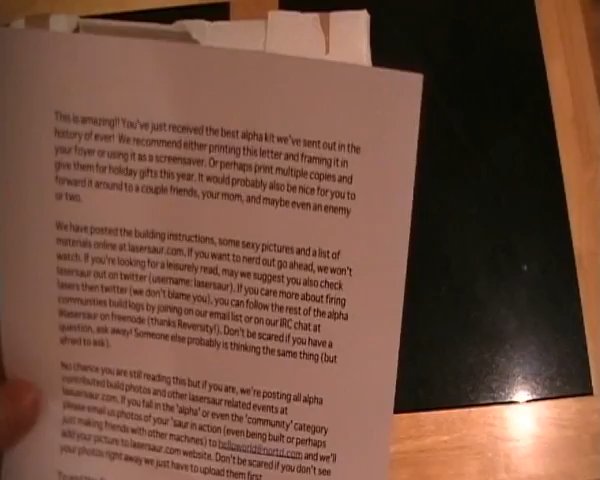 This is amazing!! You've just received the best alpha kit we've sent out in the
history of ever! We recommend either printing this letter and framing it in
your foyer or using it as a screensaver. Or perhaps print multiple copies and
give them for holiday gifts this year. It would probably also be nice for you to
forward it around to a couple friends, your mom, and maybe even an enemy
or two.
We have posted the building instructions, some sexy pictures and a list of
materials online at lasersaur.com. If you want to nerd out go ahead, we won't
watch. If you're looking for a leisurely read, may we suggest you also check
lasersaur out on twitter (username: lasersaur). If you care more about firing
lasers then twitter (we don't blame you), you can follow the rest of the alpha
communities build logs by joining on our email list or on our IRC chat at
#lasersaur on freenode (thanks Reversity!). Don't be scared if you have a
question, ask away! Someone else probably is thinking the same thing (but
afraid to ask).
No chance you are still reading this but if you are, we're posting all alpha
contributed build photos and other lasersaur related events at
lasersaur.com. If you fall in the 'alpha' or even the 'community' category
please email us photos of your 'saur in action (even being built or perhaps
just making friends with other machines) to helloworld@nortd.com and we'll
add your picture to lasersaur.com website. Don't be scared if you don't see
your photos right away we just have to upload them first.